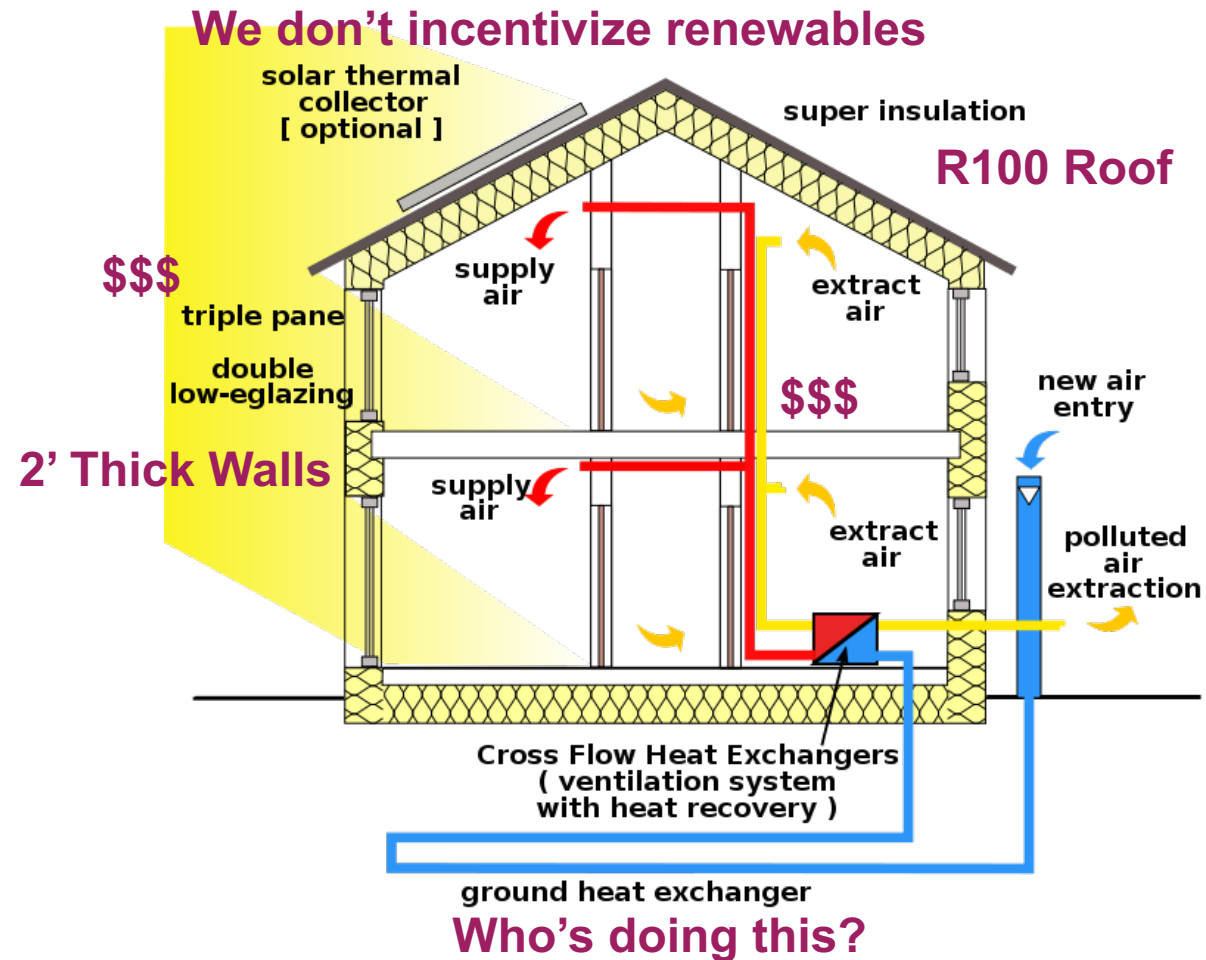 We don’t incentivize renewables
solar thermal
collector
[ optional ]
super insulation
R100 Roof
$$$
supply
air
extract
air
triple pane
double
low-eglazing
$$$
new air
entry
2’ Thick Walls
supply
air
extract
air
polluted
air
extraction
Cross Flow Heat Exchangers
( ventilation system
with heat recovery )
ground heat exchanger
Who’s doing this?